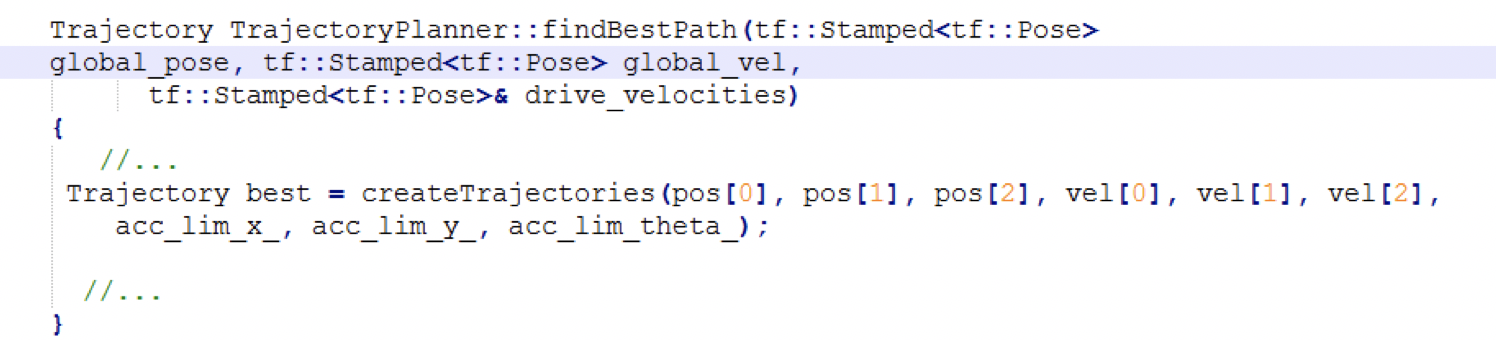 Trajectory TrajectoryPlanner::findBestPath(tf::Stamped<tf::Pose>
global_pose, tf::Stamped<tf::Pose> global_vel,
tf::Stamped<tf::Pose>& drive_velocities)
{
//...
Trajectory best = createTrajectories(pos[0], pos[1], pos[2], vel[0], vel[1], vel[2],
acc_lim_x_, acc_lim_y_, acc_lim_theta_);
//...
}